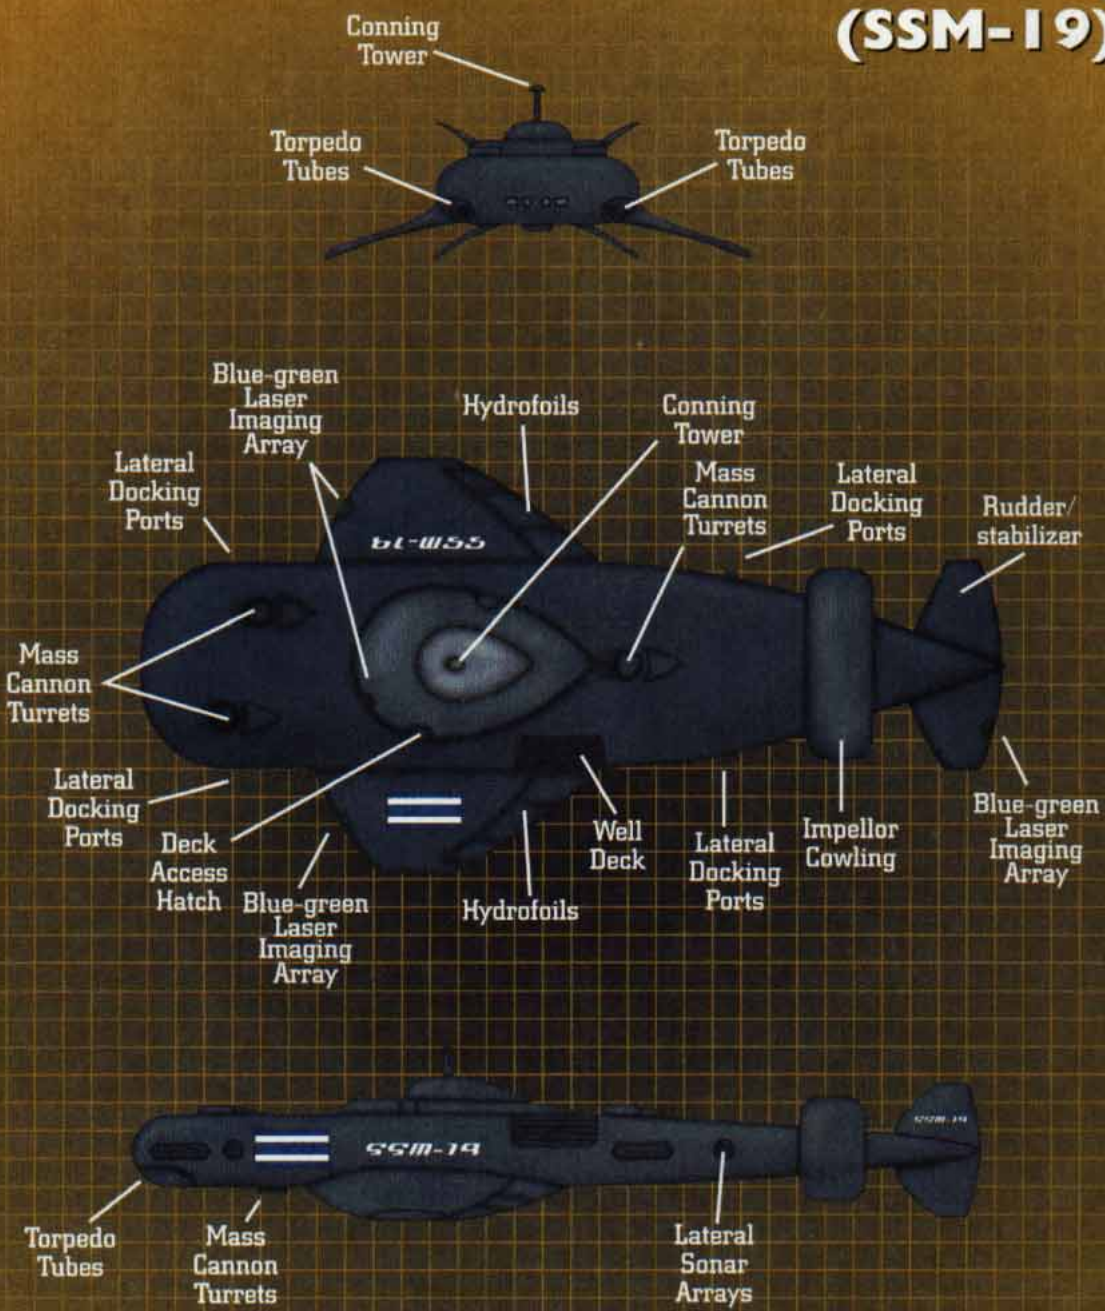 (SSM-19)
Conning
Tower
Torpedo
Tubes
Torpedo
Tubes
Blue-green
Laser
Imaging
Array
Hydrofoils
Conning
Tower
Lateral
Docking
Ports
Mass
Cannon
Turrets
Lateral
Docking
Ports
Rudder/
stabilizer
SSM-19
Mass
Cannon
Turrets
Lateral
Docking
Ports
Deck
Access
Hatch
Blue-green
Laser
Imaging
Array
Hydrofoils
Well
Deck
Lateral
Docking
Ports
Impellor
Cowling
Blue-green
Laser
Imaging
Array
SSM-19
SSM-19
Torpedo
Tubes
Mass
Cannon
Turrets
Lateral
Sonar
Arrays